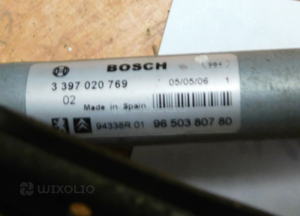 BOSCH
3 397 020 769
05/05/06 1
02
Made in Spain
94338R 01 96 503 807 80
WIXOLIO